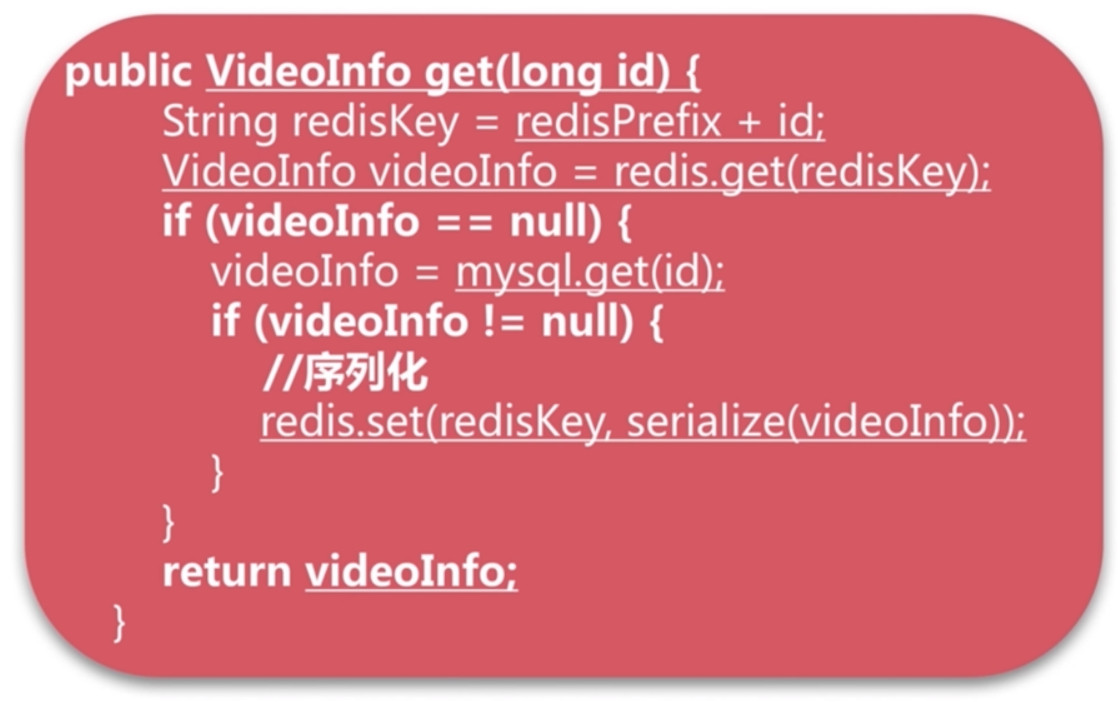 public VideoInfo get(long id) {
String redisKey = redisPrefix + id;
VideoInfo videoInfo = redis.get(redisKey);
if (videoInfo == null) {
videoInfo = mysql.get(id);
if (videoInfo != null) {
//序列化
redis.set(redisKey, serialize(videoInfo));
}
}
return videoInfo;
}